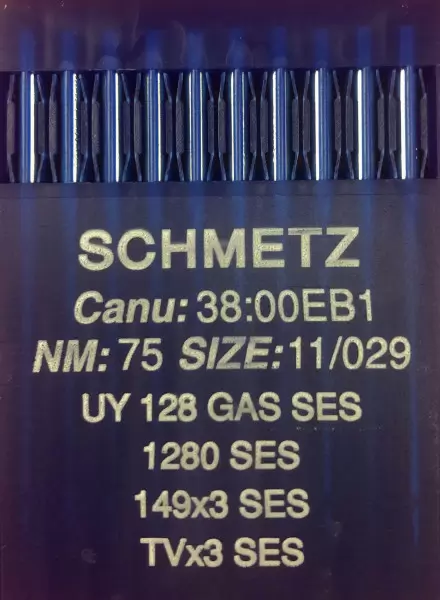 SCHMETZ
Canu: 38:00EB1
NM: 75 SIZE:11/029
UY 128 GAS SES
1280 SES
149x3 SES
TVx3 SES